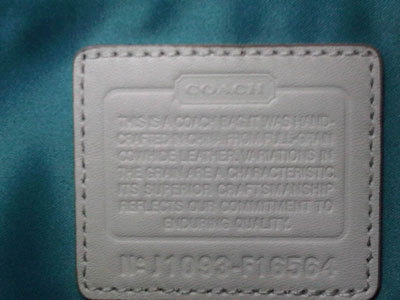 COACH
THIS IS A COACH BAG. IT WAS HAND-
CRAFTED IN CHINA FROM FULL-GRAIN
COWHIDE LEATHER. VARIATIONS IN
THE GRAIN ARE A CHARACTERISTIC.
ITS SUPERIOR CRAFTSMANSHIP
REFLECTS OUR COMMITMENT TO
ENDURING QUALITY.
No J1093-F16564